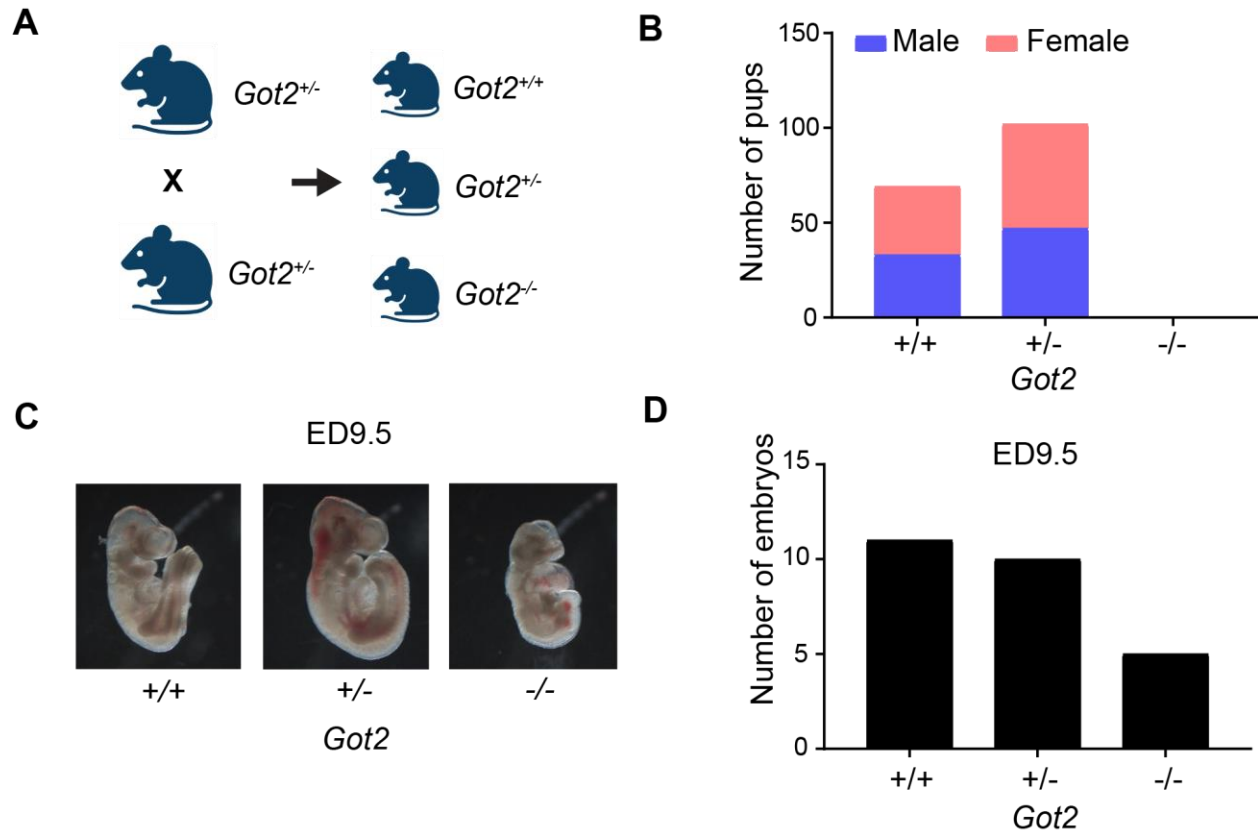 A
Got2+/-
X
Got2+/-
Got2+/+
Got2+/-
Got2-/-
B
Male Female
Number of pups
150
100
50
0
+/+ +/- -/-
Got2
C
ED9.5
+/+ +/- -/-
Got2
D
ED9.5
Number of embryos
15
10
5
0
+/+ +/- -/-
Got2